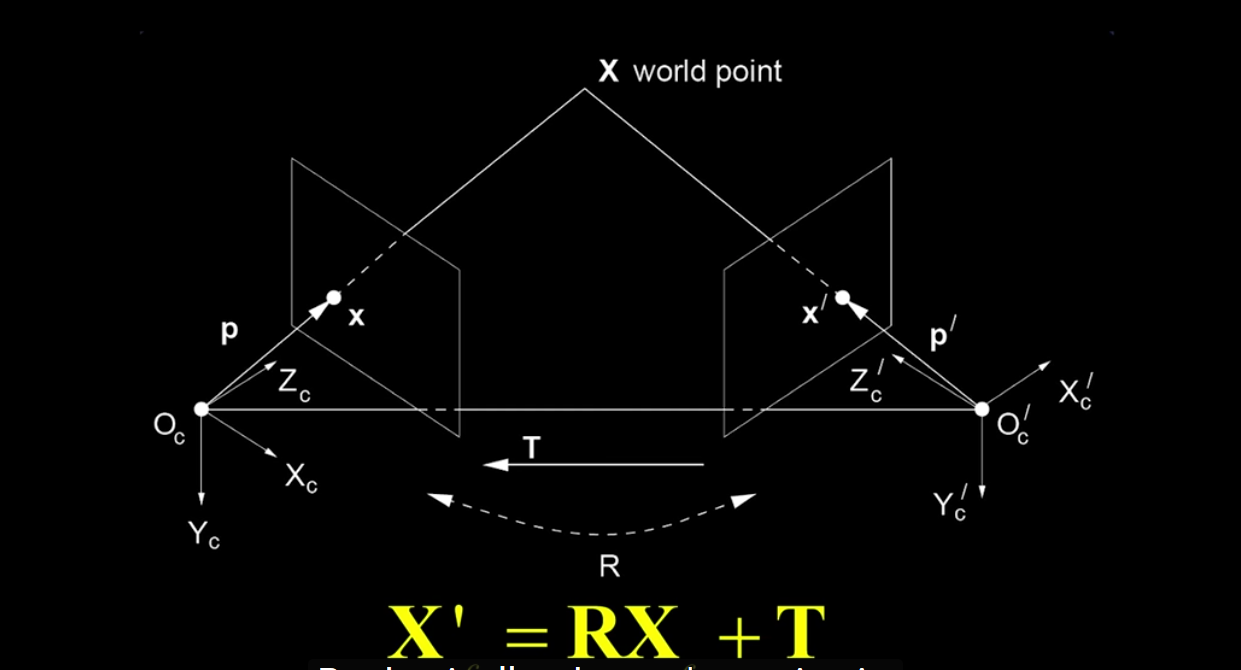 X world point
p
x
x′
p′
Zc
Zc′
Xc′
Oc
Oc′
T
Xc
Yc
Yc′
R
X' = RX + T